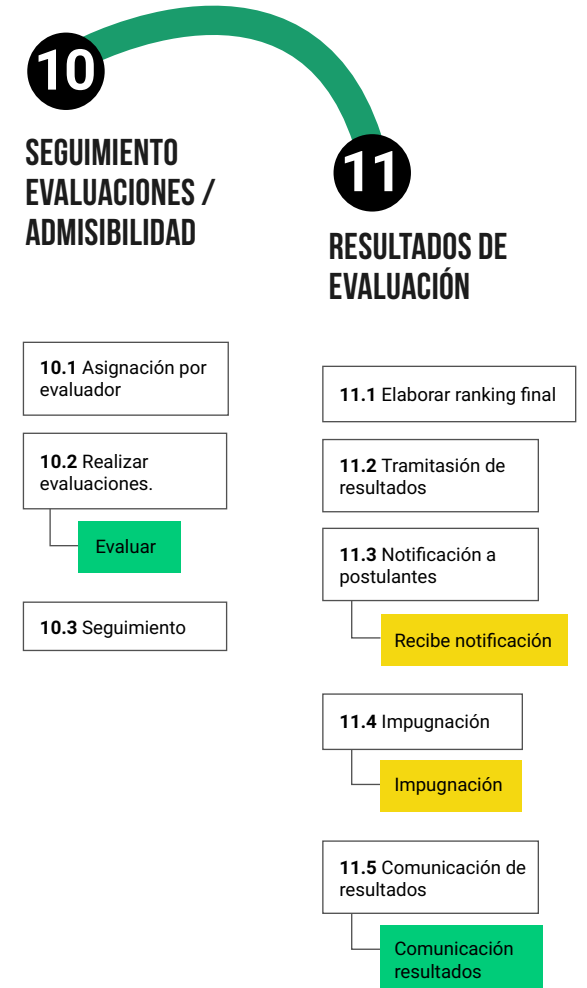 10
SEGUIMIENTO
EVALUACIONES /
ADMISIBILIDAD
10.1 Asignación por
evaluador
10.2 Realizar
evaluaciones.
Evaluar
10.3 Seguimiento
11
RESULTADOS DE
EVALUACIÓN
11.1 Elaborar ranking final
11.2 Tramitasión de
resultados
11.3 Notificación a
postulantes
Recibe notificación
11.4 Impugnación
Impugnación
11.5 Comunicación de
resultados
Comunicación
resultados